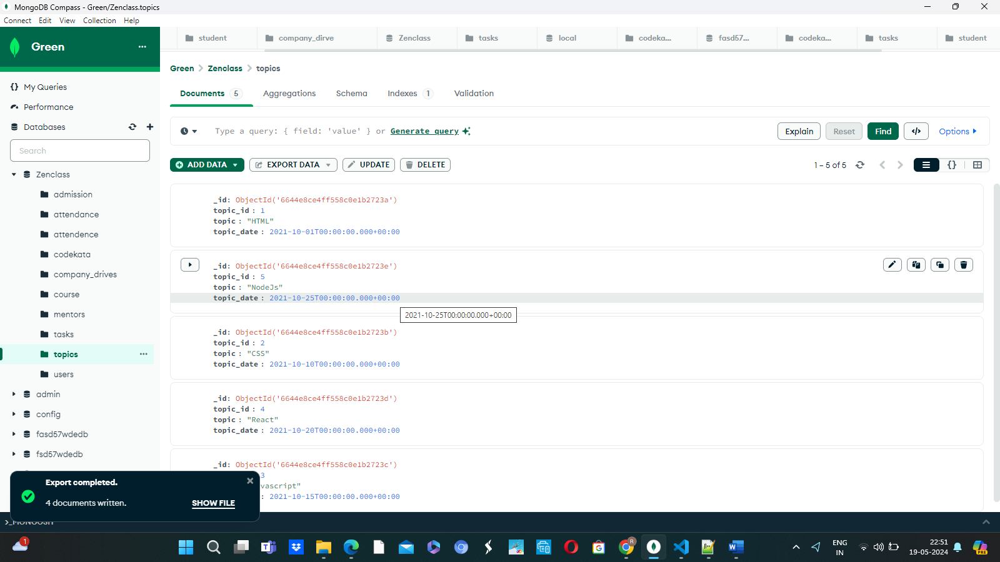 MongoDB Compass - Green/Zenclass.topics
Connect Edit View Collection Help
Green
student company_dirve Zenclass tasks local codeka... fasd57... codeka... tasks student
Green Zenclass topics
My Queries
Performance
Databases
Search
Zenclass
admission
attendance
attendence
codekata
company_drives
course
mentors
tasks
topics
users
admin
config
fasd57wdedb
fsd57wdedb
Documents 5 Aggregations Schema Indexes 1 Validation
Type a query: { field: 'value' } or Generate query
Explain Reset Find </> Options
ADD DATA EXPORT DATA UPDATE DELETE
1 – 5 of 5 {}
_id: ObjectId('6644e8ce4ff558c0e1b2723a')
topic_id : 1
topic : "HTML"
topic_date : 2021-10-01T00:00:00.000+00:00
_id: ObjectId('6644e8ce4ff558c0e1b2723e')
topic_id : 5
topic : "NodeJs"
topic_date : 2021-10-25T00:00:00.000+00:00
2021-10-25T00:00:00.000+00:00
_id: ObjectId('6644e8ce4ff558c0e1b2723b')
topic_id : 2
topic : "CSS"
topic_date : 2021-10-10T00:00:00.000+00:00
_id: ObjectId('6644e8ce4ff558c0e1b2723d')
topic_id : 4
topic : "React"
topic_date : 2021-10-20T00:00:00.000+00:00
_id: ObjectId('6644e8ce4ff558c0e1b2723c')
3
vascript"
: 2021-10-15T00:00:00.000+00:00
Export completed.
4 documents written. SHOW FILE
>_MONGOSH
1
R
PRE
ENG
IN
22:51
19-05-2024